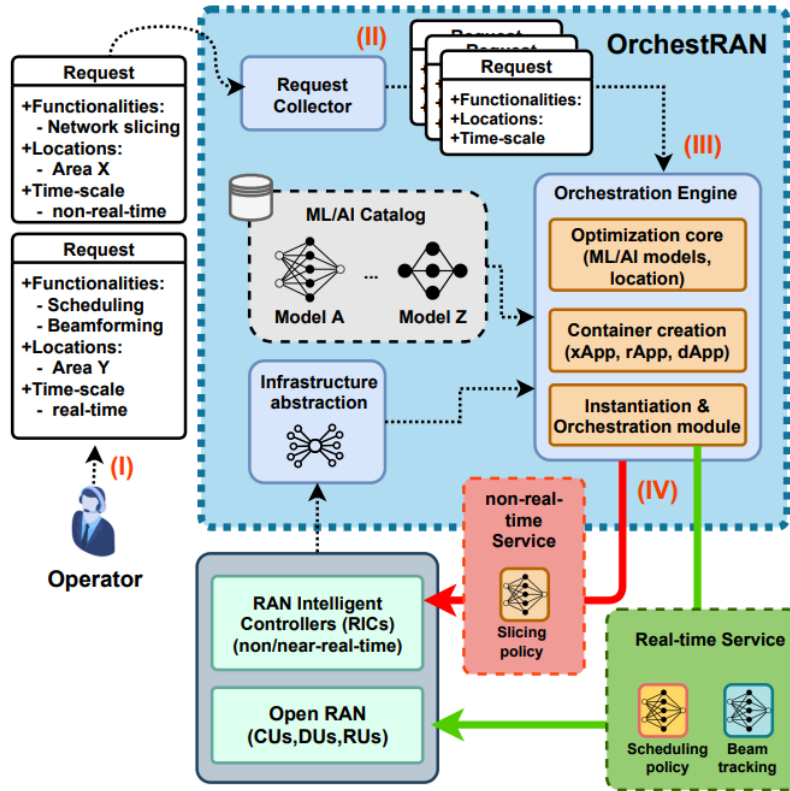 OrchestRAN
(II)
Request
+Functionalities:
- Network slicing
+Locations:
- Area X
+Time-scale
- non-real-time
Request
+Functionalities:
- Scheduling
- Beamforming
+Locations:
- Area Y
+Time-scale
- real-time
(I)
Operator
Request
Collector
Request
Request
+Functionalities:
+Locations:
+Time-scale
(III)
ML/AI Catalog
...
Model A
Model Z
Infrastructure
abstraction
Orchestration Engine
Optimization core
(ML/AI models,
location)
Container creation
(xApp, rApp, dApp)
Instantiation &
Orchestration module
(IV)
non-real-
time
Service
Slicing
policy
RAN Intelligent
Controllers (RICs)
(non/near-real-time)
Open RAN
(CUs,DUs,RUs)
Real-time Service
Scheduling
policy
Beam
tracking